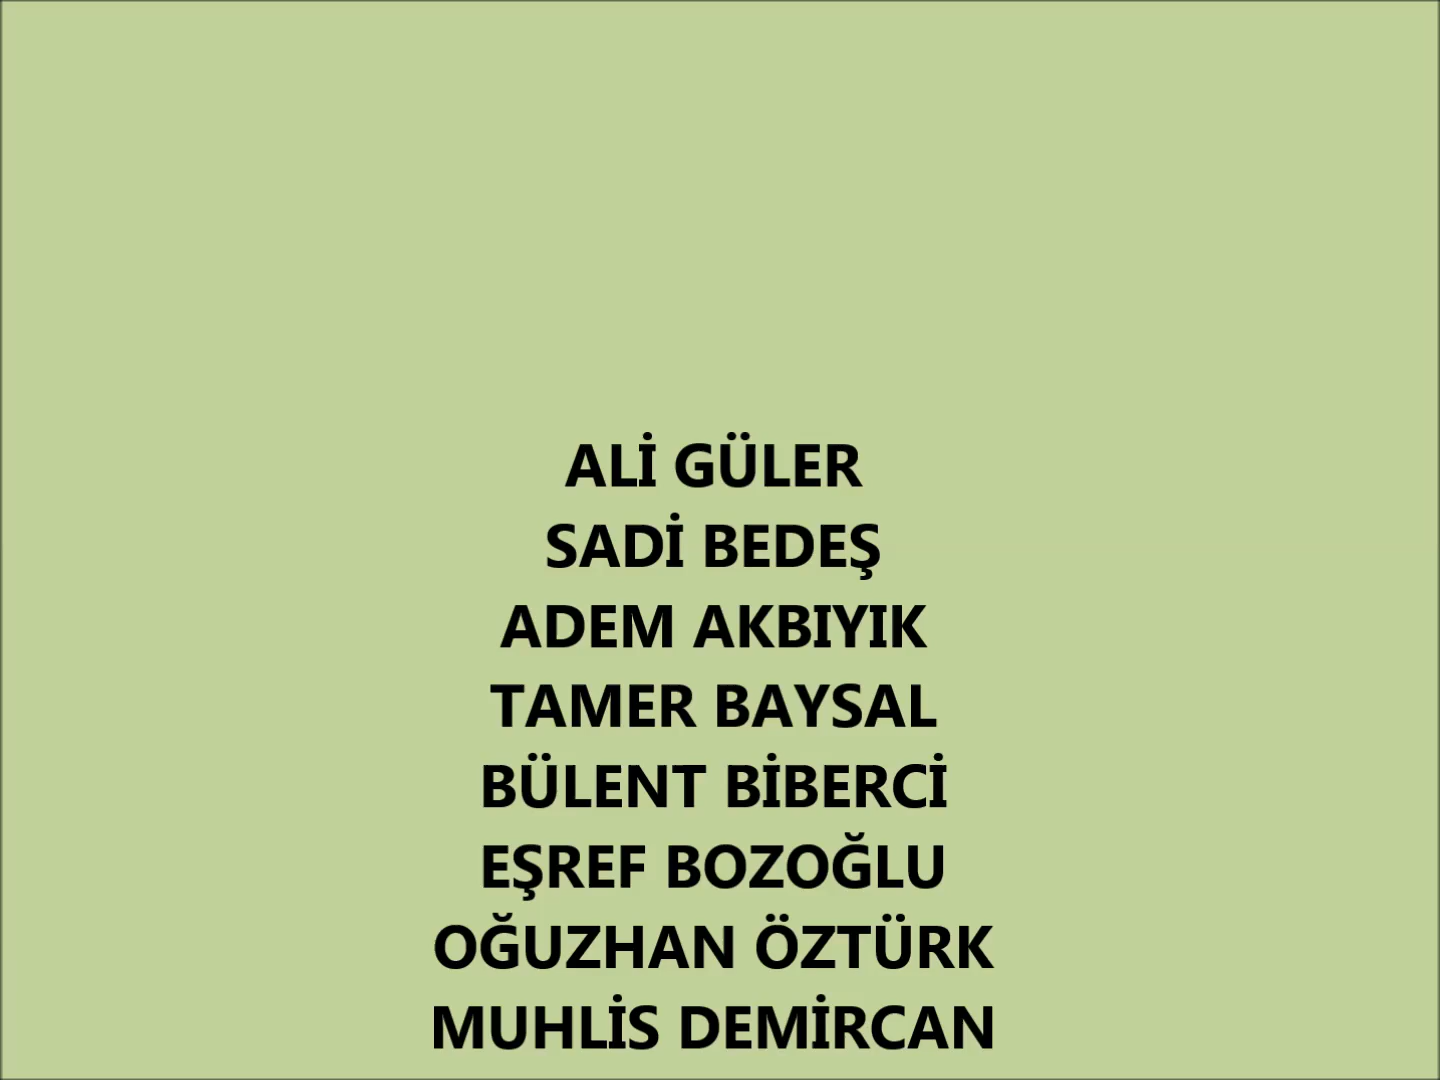 ALİ GÜLER
SADİ BEDEŞ
ADEM AKBIYIK
TAMER BAYSAL
BÜLENT BİBERCİ
EŞREF BOZOĞLU
OĞUZHAN ÖZTÜRK
MUHLİS DEMİRCAN